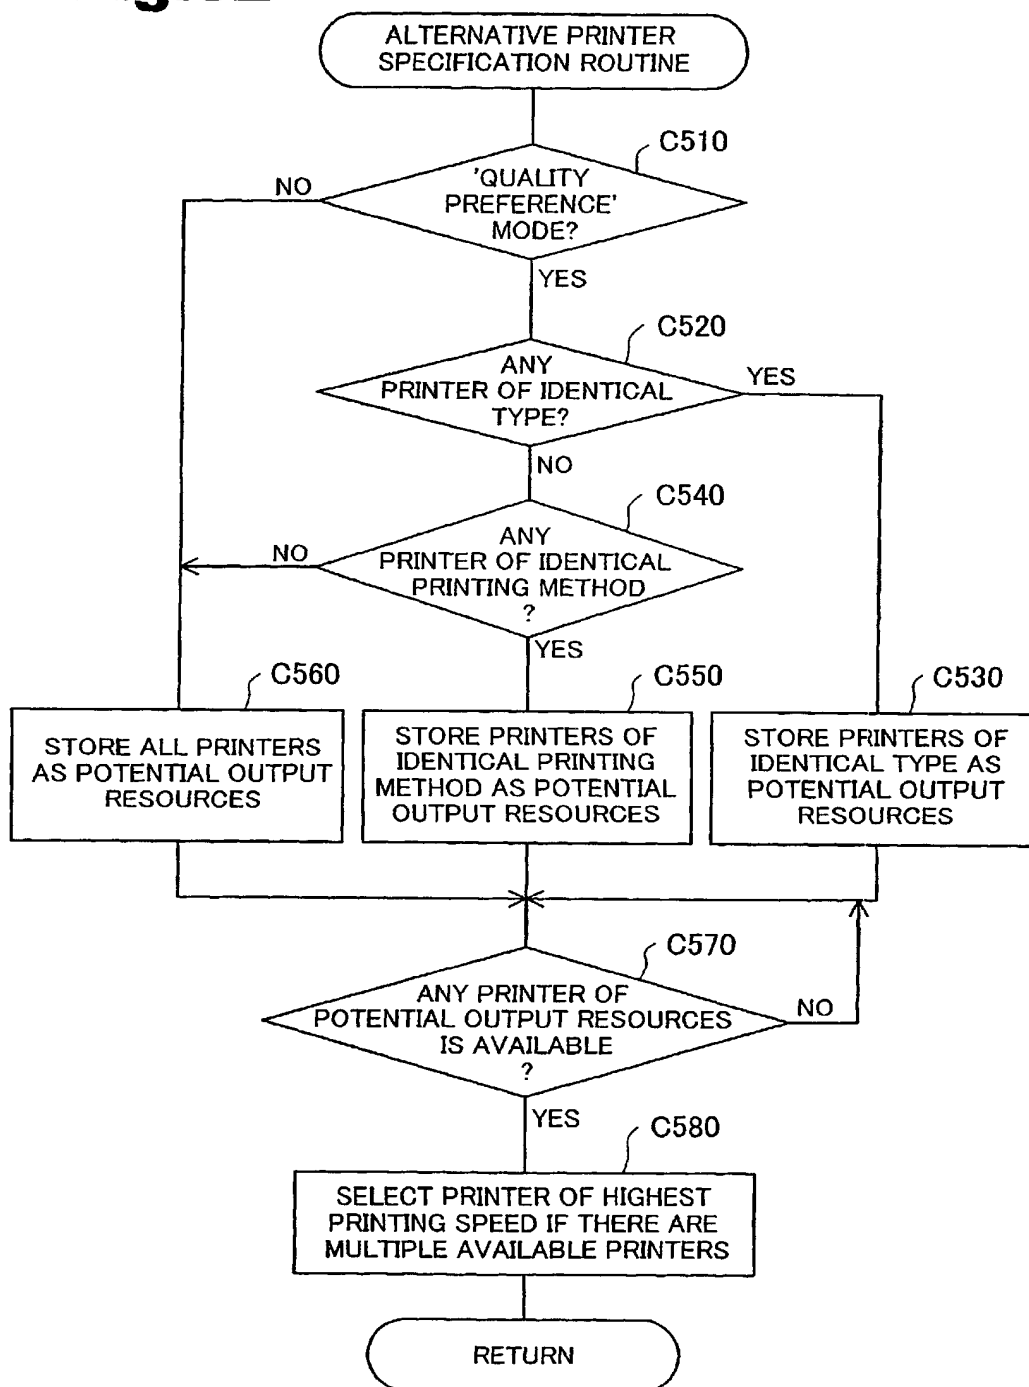 ALTERNATIVE PRINTER
SPECIFICATION ROUTINE
C510
'QUALITY
PREFERENCE'
MODE?
NO
YES
C520
ANY
PRINTER OF IDENTICAL
TYPE?
YES
NO
C540
ANY
PRINTER OF IDENTICAL
PRINTING METHOD
?
NO
YES
C560
STORE ALL PRINTERS
AS POTENTIAL OUTPUT
RESOURCES
C550
STORE PRINTERS OF
IDENTICAL PRINTING
METHOD AS POTENTIAL
OUTPUT RESOURCES
C530
STORE PRINTERS OF
IDENTICAL TYPE AS
POTENTIAL OUTPUT
RESOURCES
C570
ANY PRINTER OF
POTENTIAL OUTPUT RESOURCES
IS AVAILABLE
?
NO
YES
C580
SELECT PRINTER OF HIGHEST
PRINTING SPEED IF THERE ARE
MULTIPLE AVAILABLE PRINTERS
RETURN